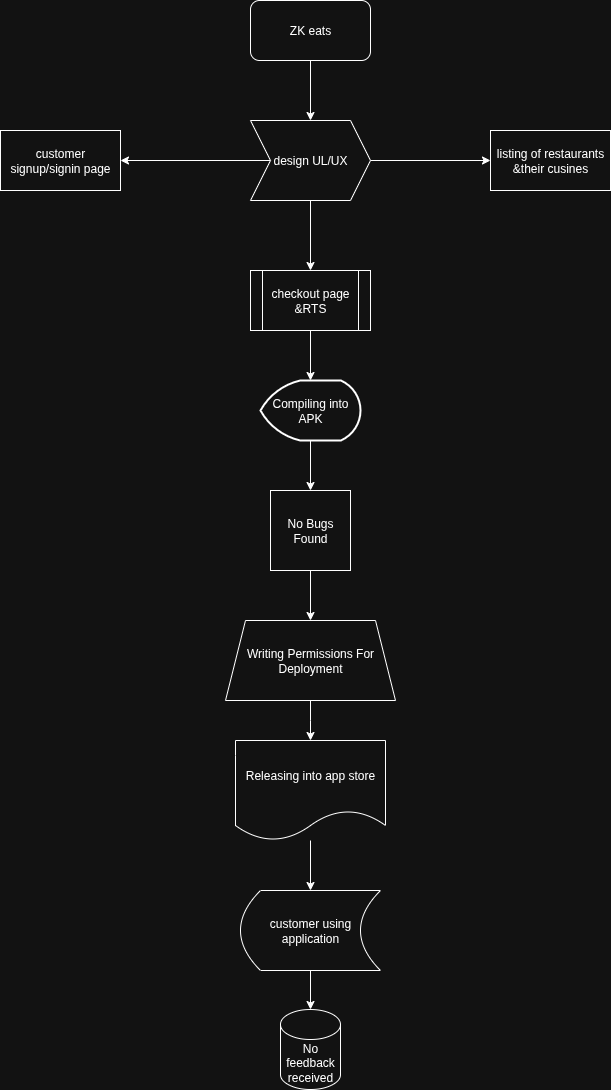 ZK eats
customer
signup/signin page
design UL/UX
listing of restaurants
&their cusines
checkout page
&RTS
Compiling into
APK
No Bugs
Found
Writing Permissions For
Deployment
Releasing into app store
customer using
application
No
feedback
received